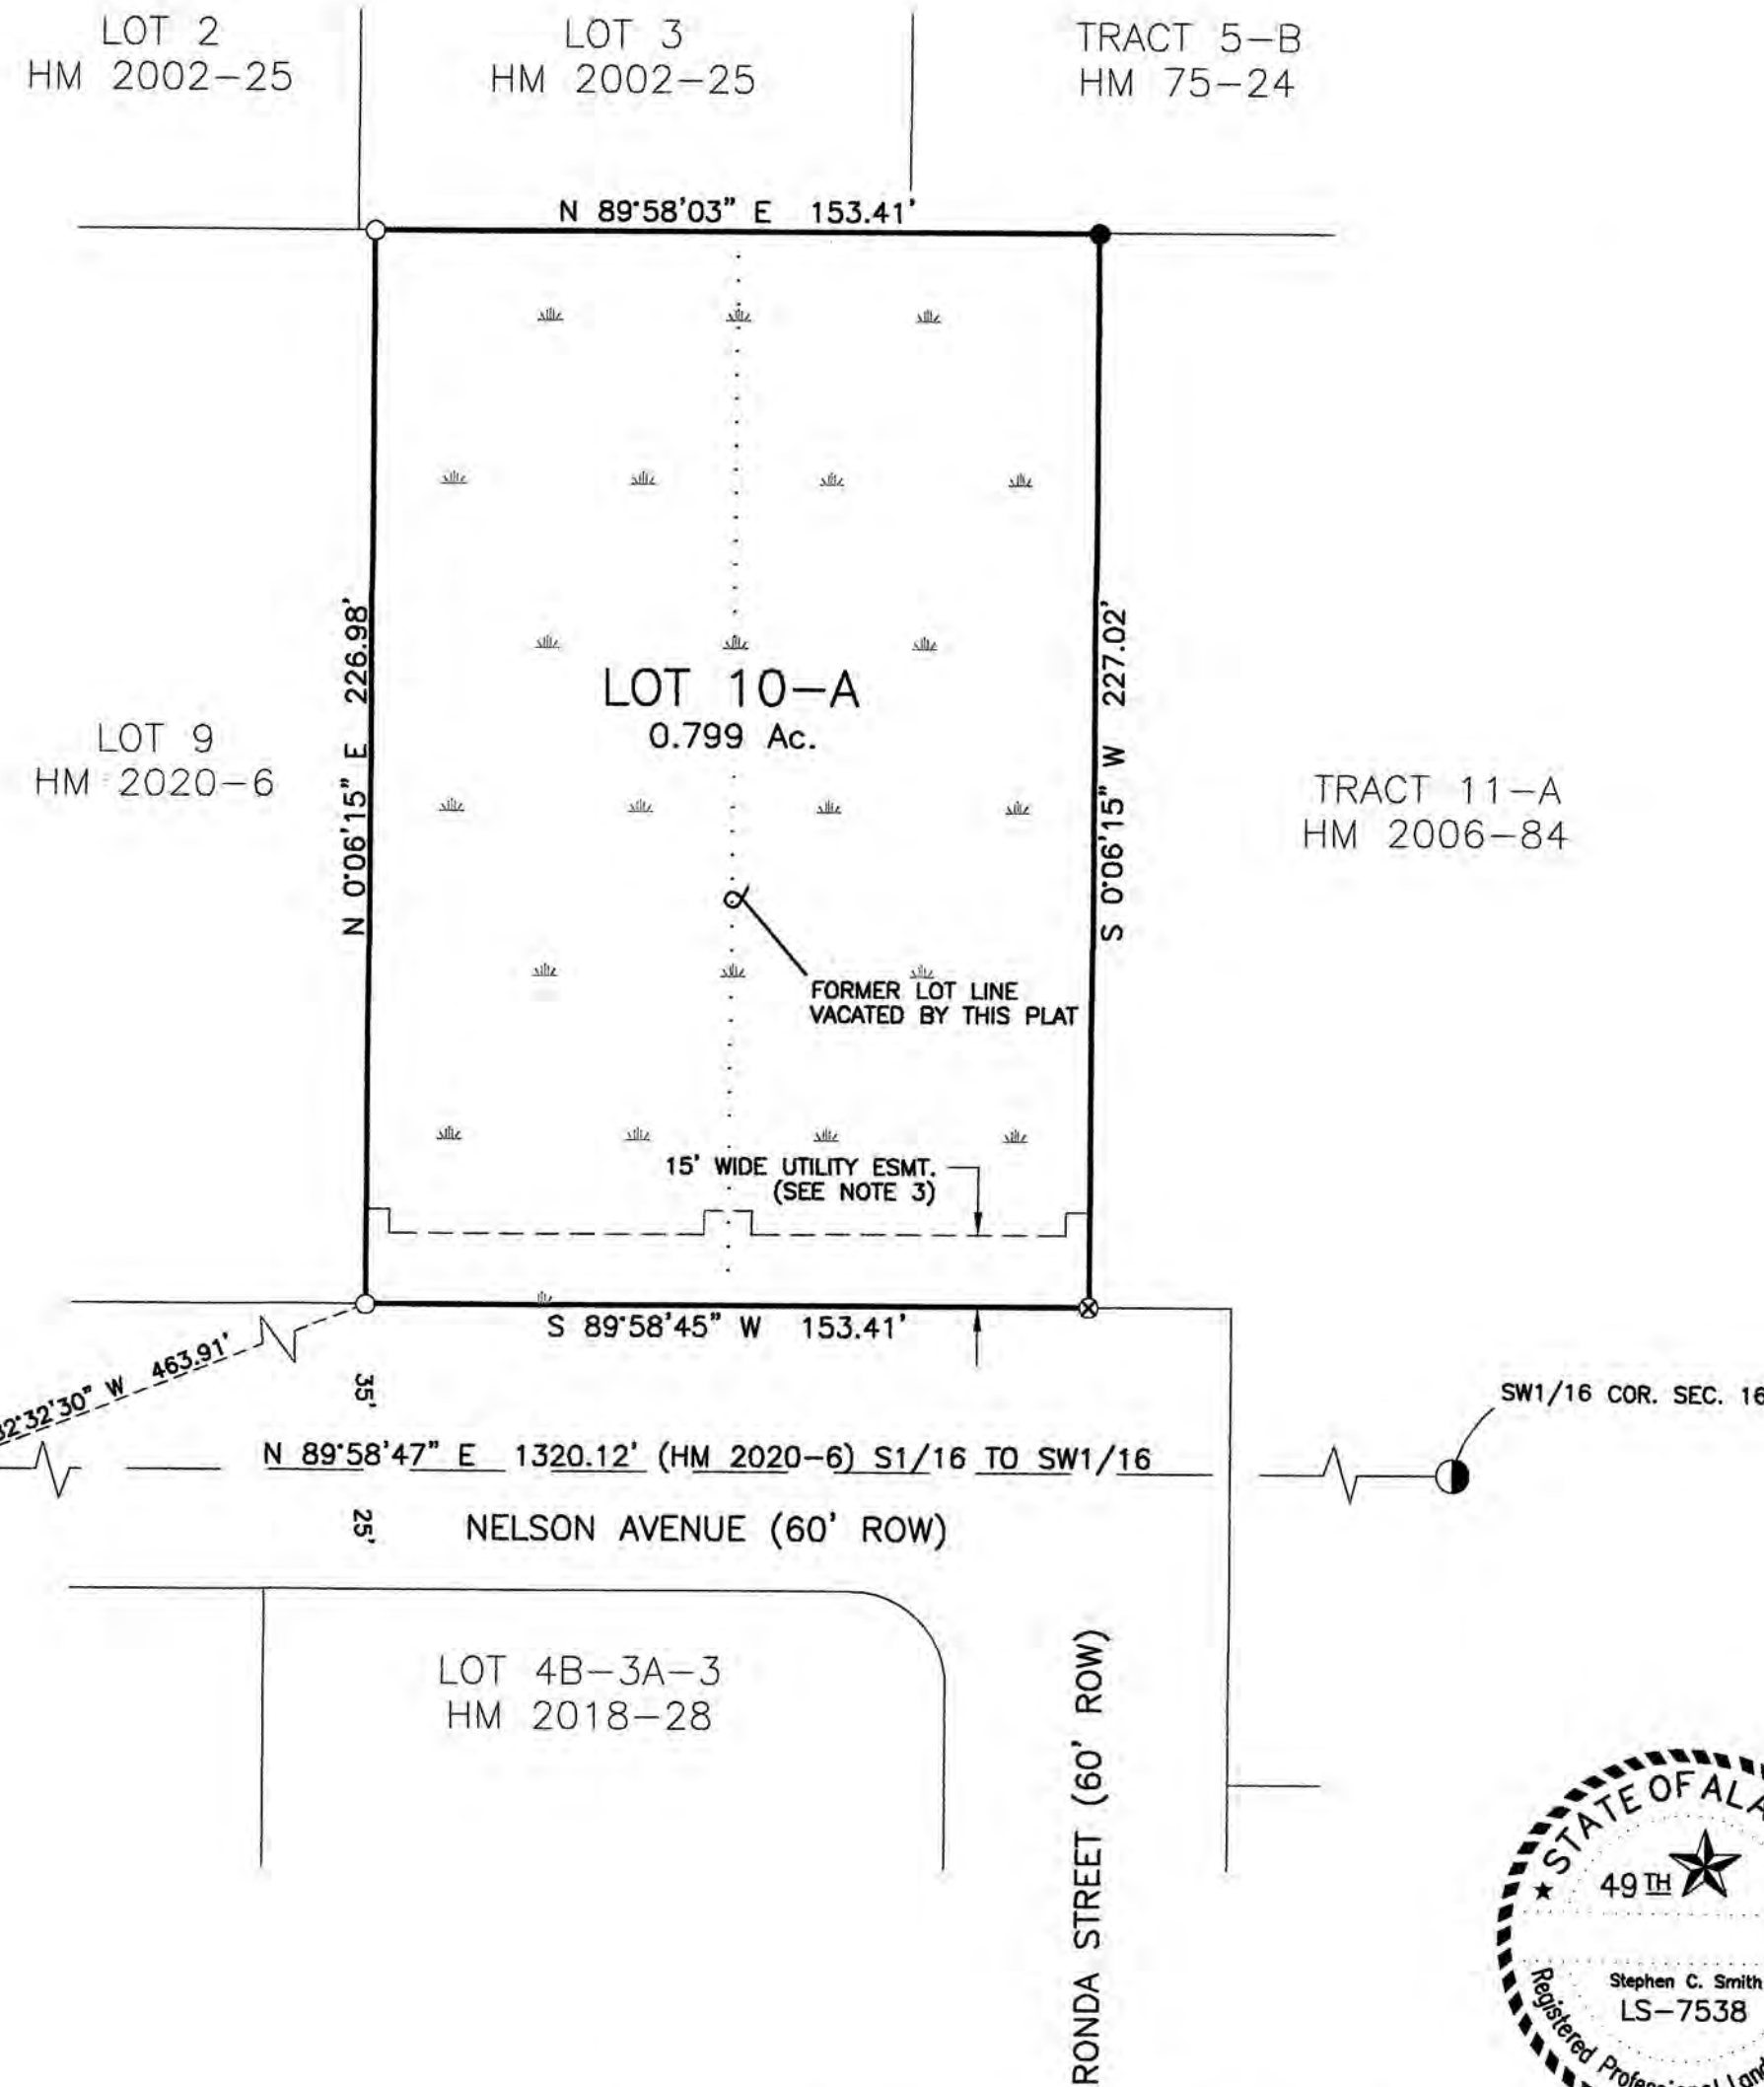 LOT 2
HM 2002-25
LOT 3
HM 2002-25
TRACT 5-B
HM 75-24
N 89°58'03" E 153.41'
N 0°06'15" E 226.98'
S 0°06'15" W 227.02'
LOT 10-A
0.799 Ac.
LOT 9
HM 2020-6
TRACT 11-A
HM 2006-84
FORMER LOT LINE
VACATED BY THIS PLAT
15' WIDE UTILITY ESMT.
(SEE NOTE 3)
S 89°58'45" W 153.41'
32'30" W 463.91'
35'
SW1/16 COR. SEC. 16
N 89°58'47" E 1320.12' (HM 2020-6) S1/16 TO SW1/16
25'
NELSON AVENUE (60' ROW)
LOT 4B-3A-3
HM 2018-28
RONDA STREET (60' ROW)
STATE OF ALA
49 TH
Stephen C. Smith
LS-7538
Registered Professional Land